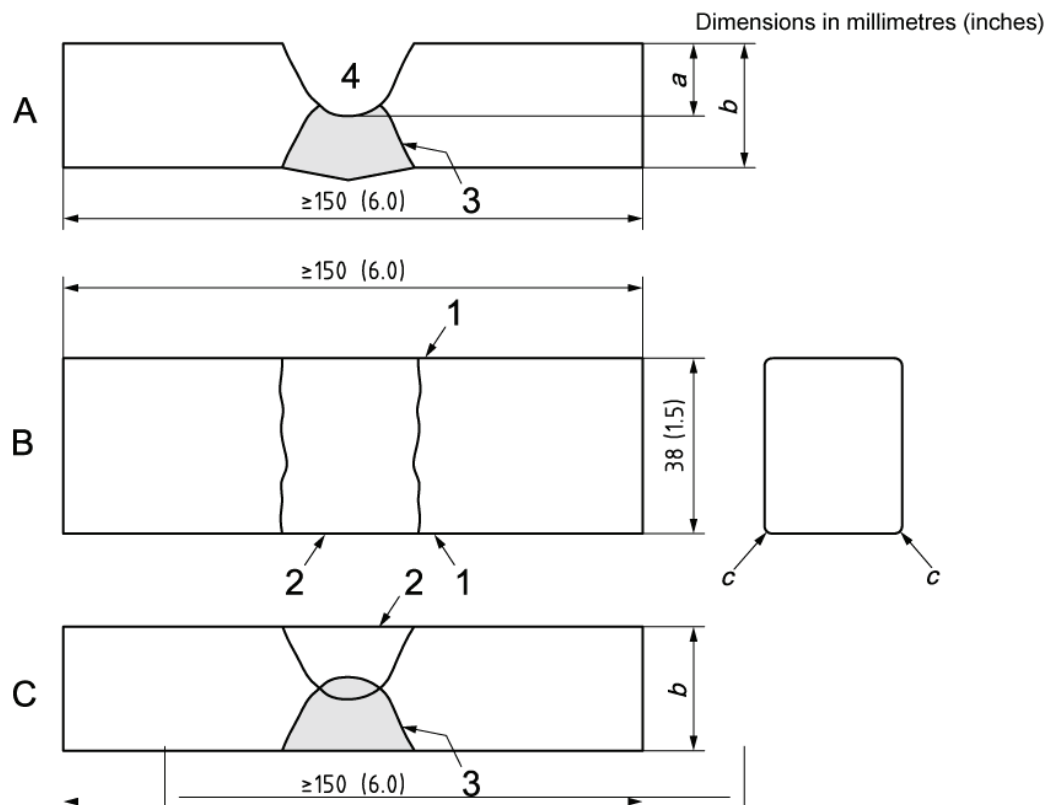 Dimensions in millimetres (inches)
A
4
a
b
3
≥150 (6.0)
≥150 (6.0)
1
B
38 (1.5)
2
1
c
c
2
C
b
3
≥150 (6.0)